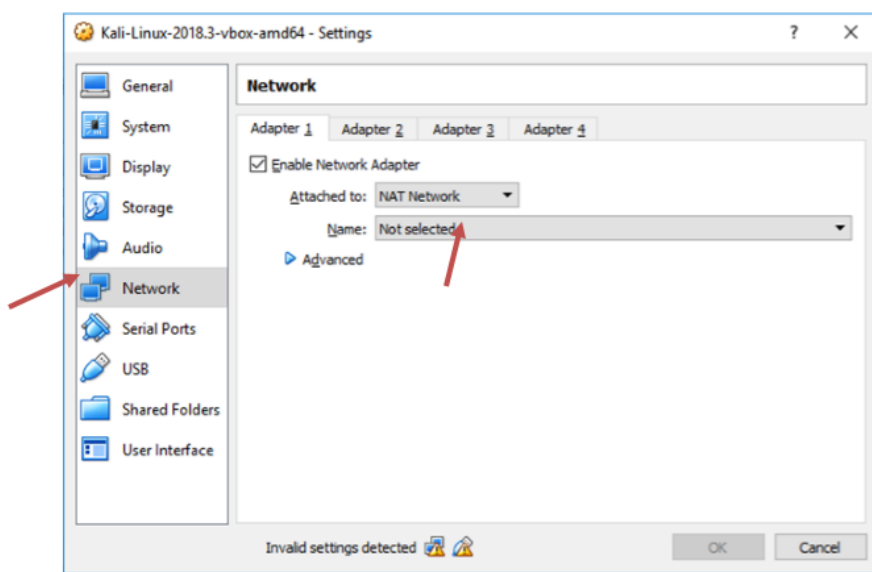 Kali-Linux-2018.3-vbox-amd64 - Settings
General
System
Display
Storage
Audio
Network
Serial Ports
USB
Shared Folders
User Interface
Network
Adapter 1 Adapter 2 Adapter 3 Adapter 4
Enable Network Adapter
Attached to: NAT Network
Name: Not selected
Advanced
Invalid settings detected
OK Cancel